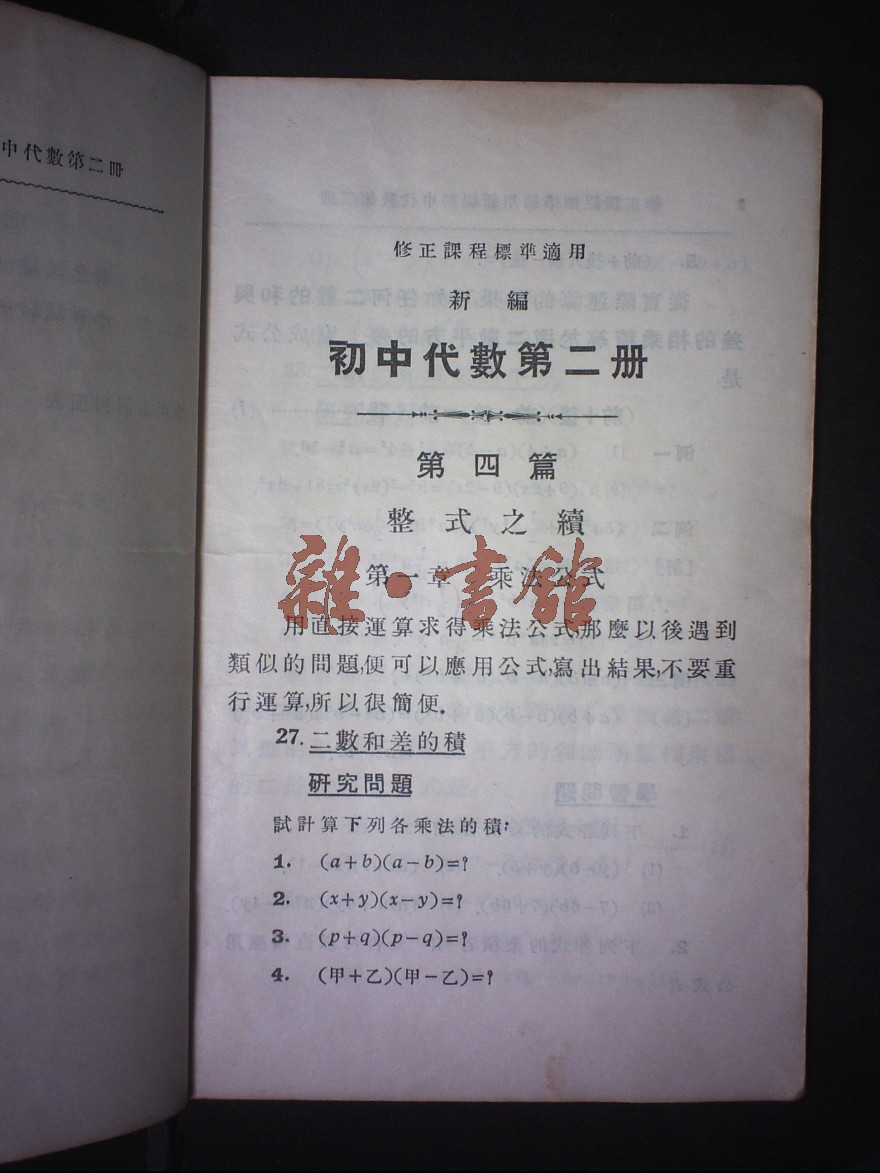 中代數第二冊
修正課程標準適用
新編
初中代數第二册
第四篇
整式之續
第一章 乘法公式
雜·書館
用直接運算求得乘法公式,那麼以後遇到
類似的問題,便可以應用公式,寫出結果,不要重
行運算,所以很簡便.
27. 二數和差的積
研究問題
試計算下列各乘法的積:
1. (a+b)(a−b)=?
2. (x+y)(x−y)=?
3. (p+q)(p−q)=?
4. (甲+乙)(甲−乙)=?